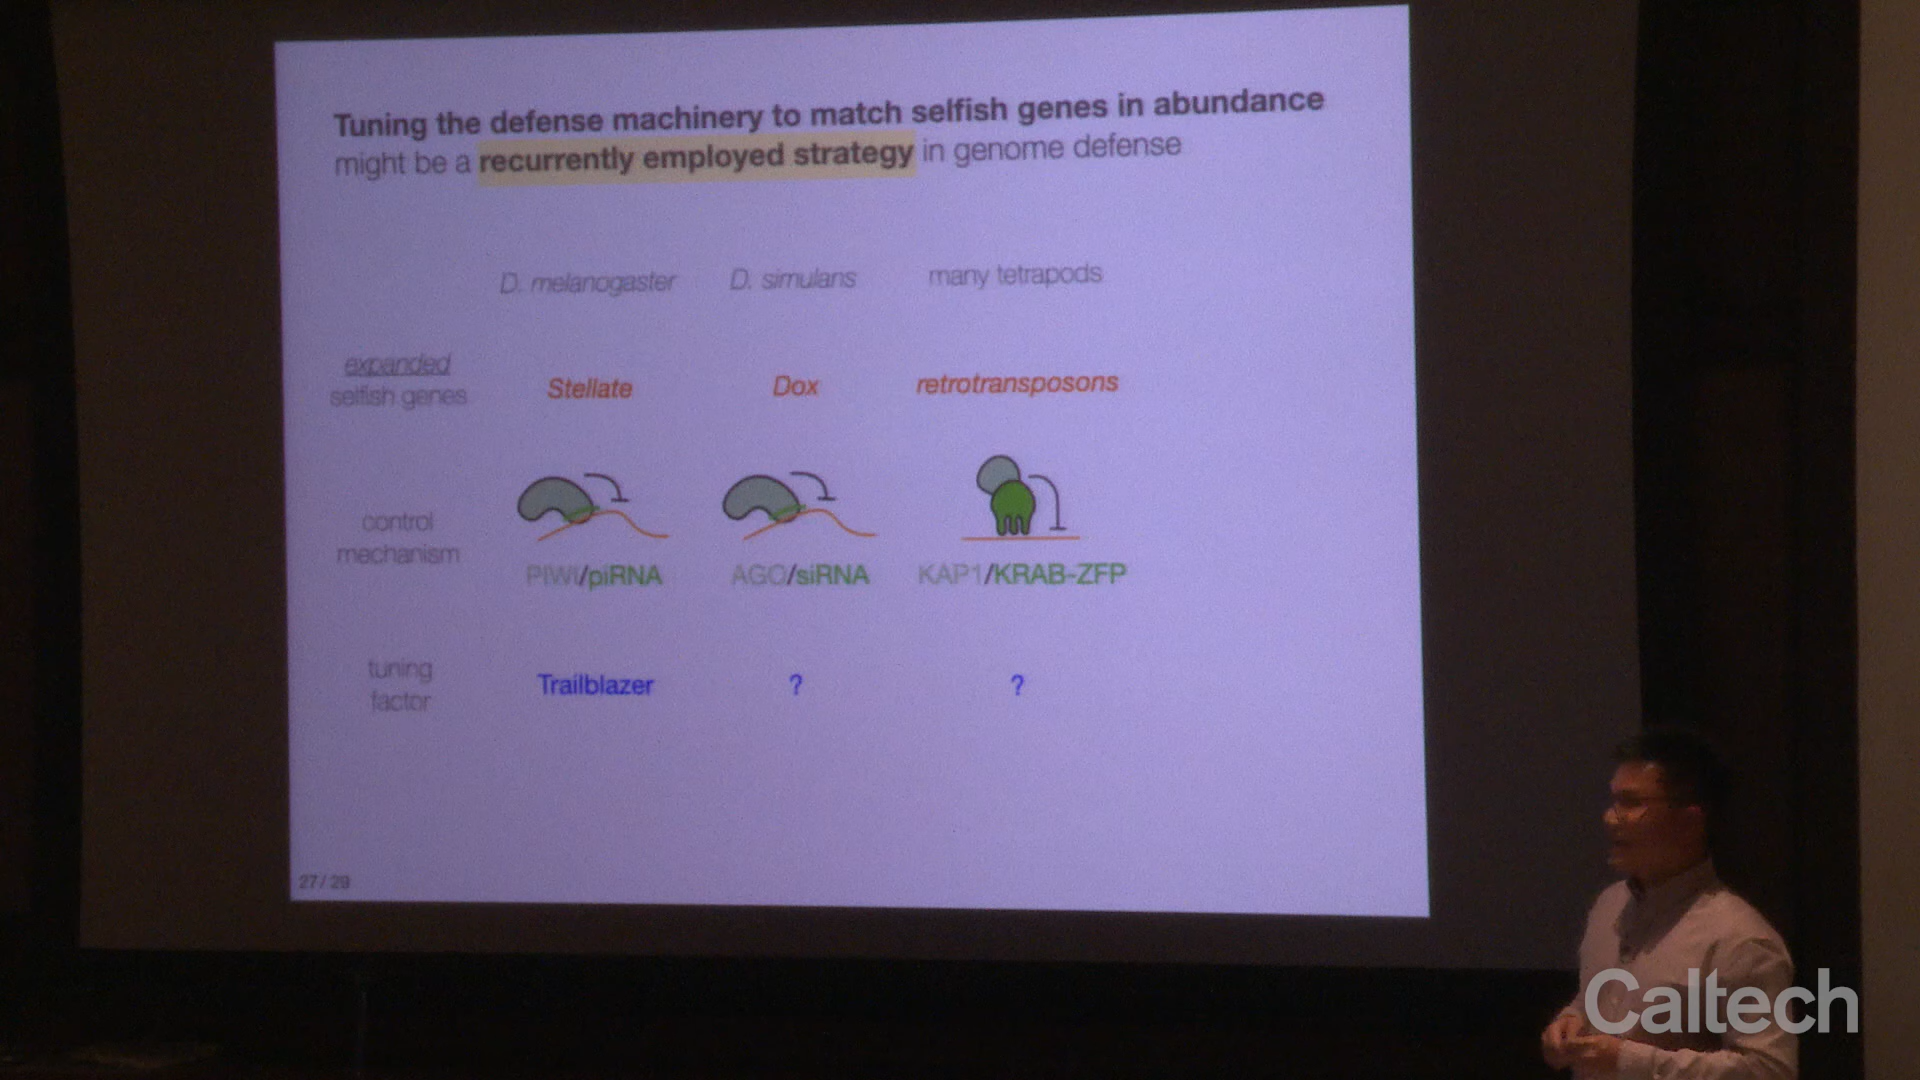 Tuning the defense machinery to match selfish genes in abundance
might be a recurrently employed strategy in genome defense
D. melanogaster D. simulans many tetrapods
expanded
selfish genes
Stellate Dox retrotransposons
control
mechanism
PIWI/piRNA AGO/siRNA KAP1/KRAB-ZFP
tuning
factor
Trailblazer ? ?
27 / 29
Caltech